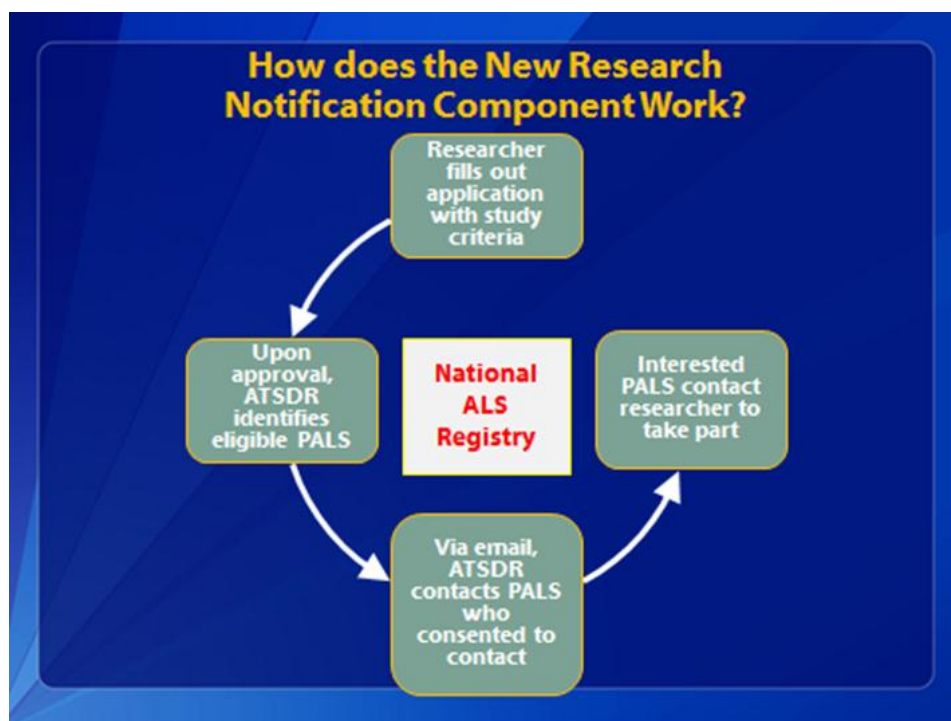 How does the New Research
Notification Component Work?
Researcher
fills out
application
with study
criteria
Upon
approval,
ATSDR
identifies
eligible PALS
National
ALS
Registry
Interested
PALS contact
researcher to
take part
Via email,
ATSDR
contacts PALS
who
consented to
contact